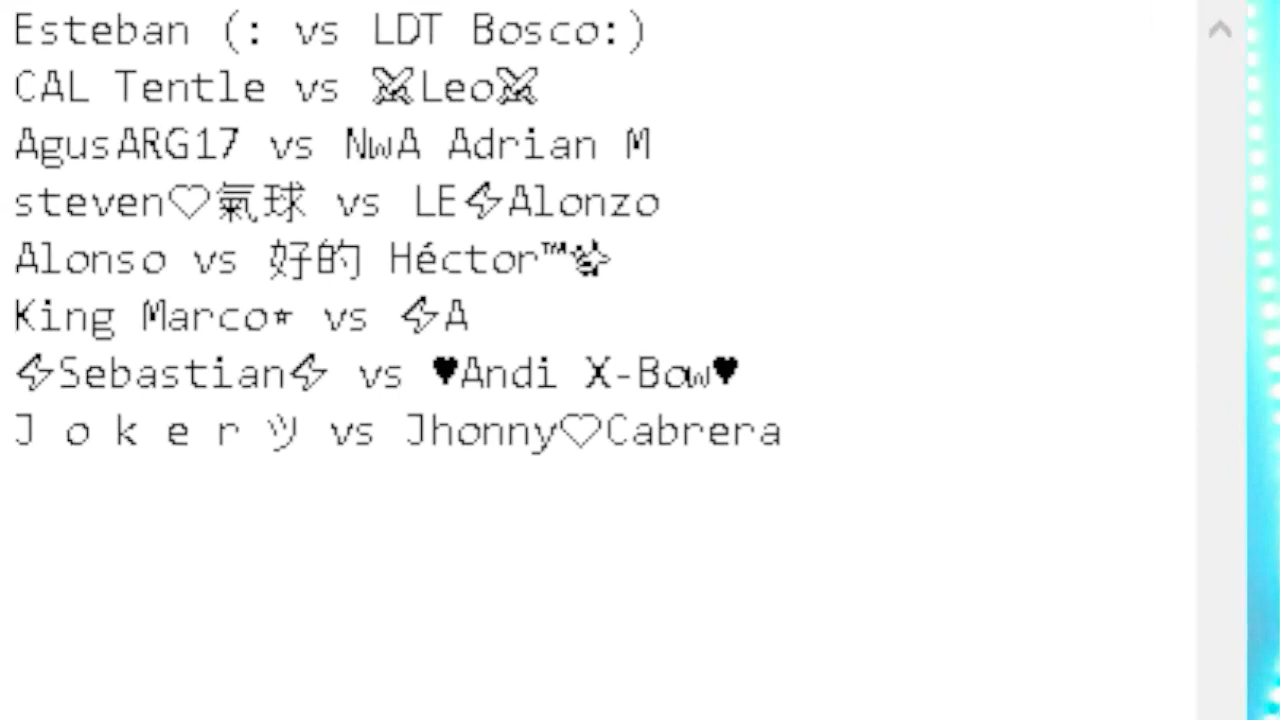 Esteban (: vs LDT Bosco:)
CAL Tentle vs ⚔Leo⚔
AgusARG17 vs NwA Adrian M
steven♡氣球 vs LE⚡Alonzo
Alonso vs 好的 Héctor™💫
King Marco⭐ vs ⚡A
⚡Sebastian⚡ vs ♥Andi X-Bow♥
J o k e r ツ vs Jhonny♡Cabrera